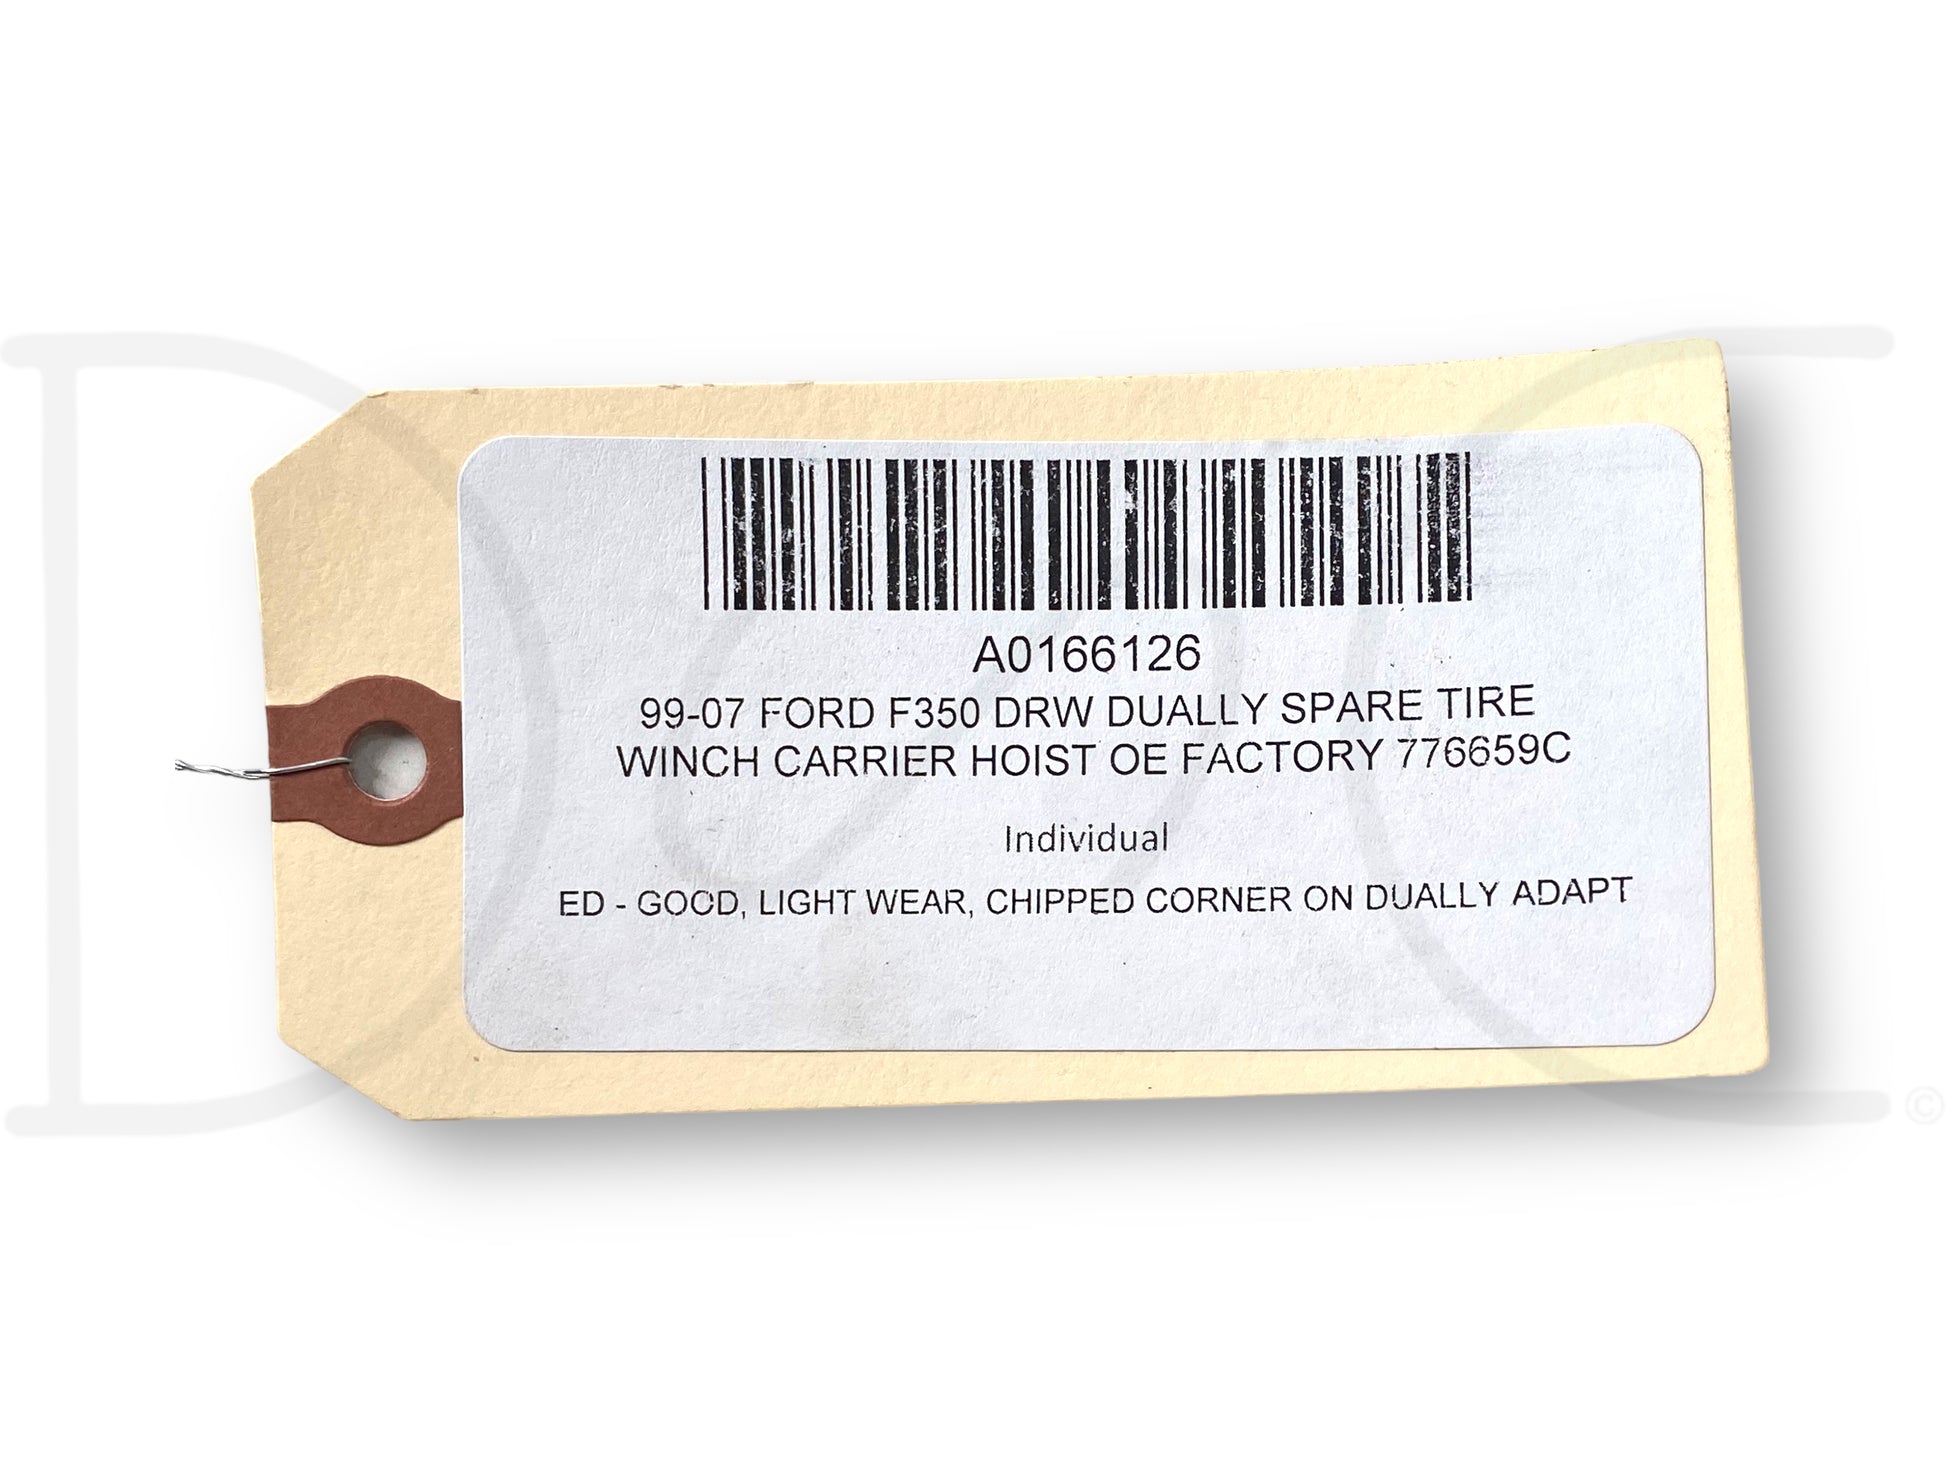 A0166126
99-07 FORD F350 DRW DUALLY SPARE TIRE
WINCH CARRIER HOIST OE FACTORY 776659C
Individual
ED - GOOD, LIGHT WEAR, CHIPPED CORNER ON DUALLY ADAPT
©